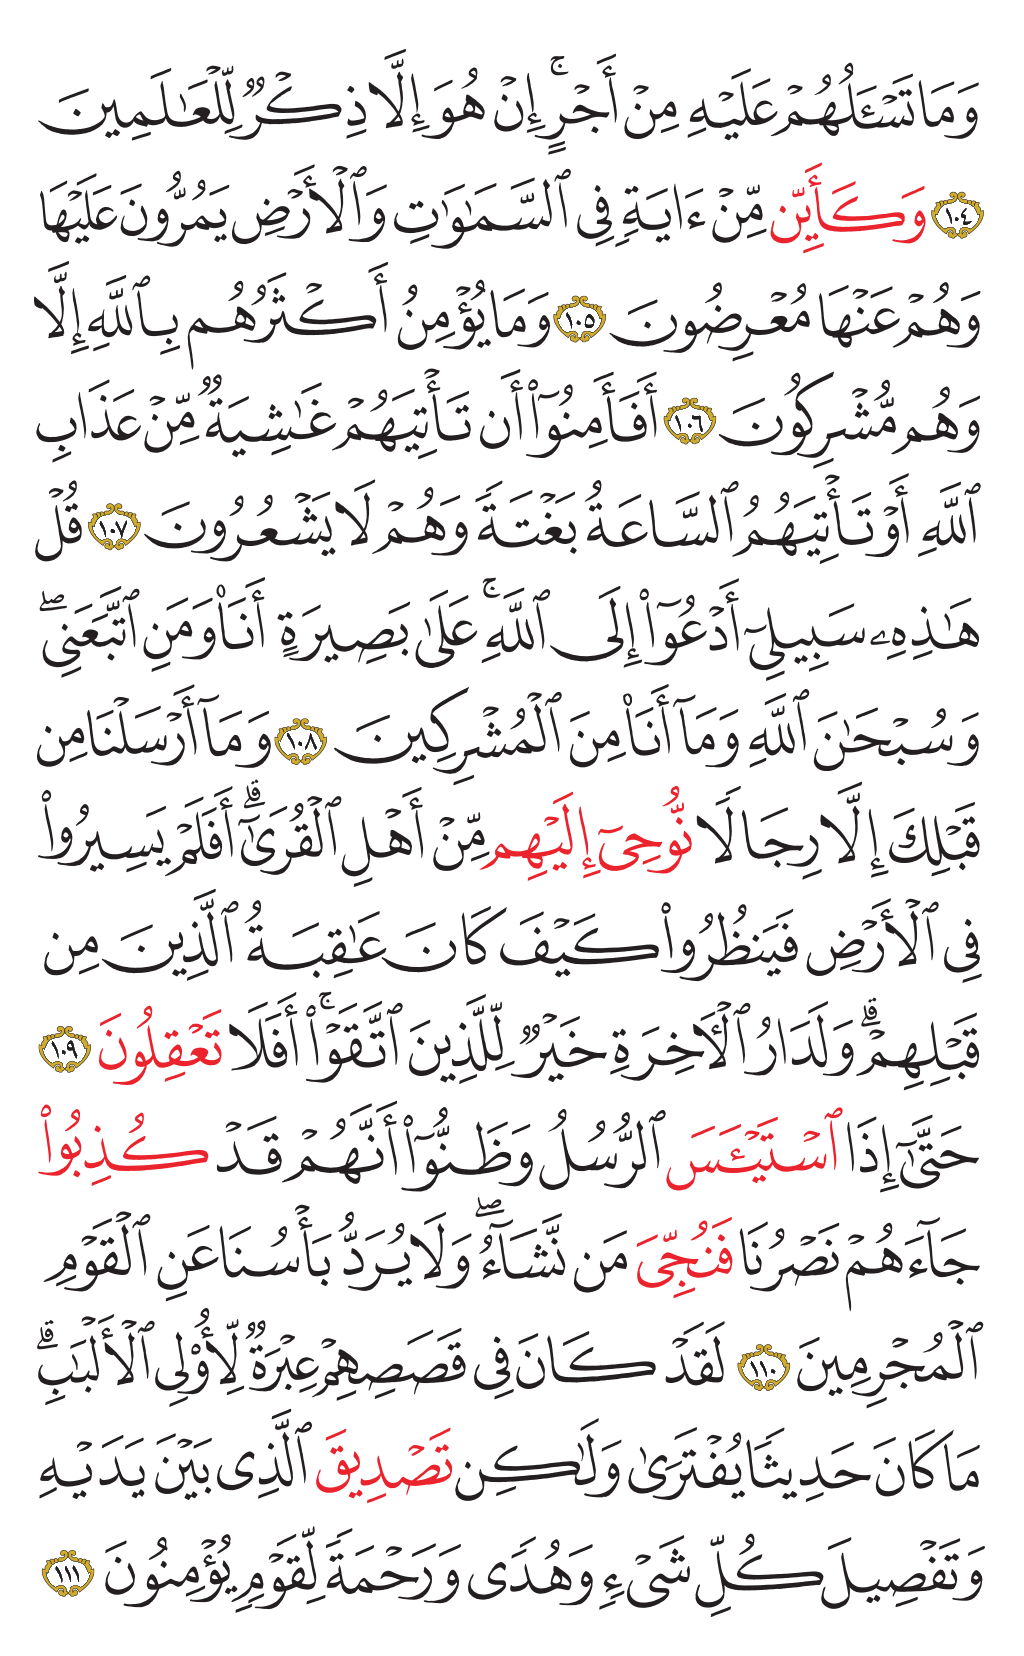 وَمَا تَسْـَٔلُهُمْ عَلَيْهِ مِنْ أَجْرٍ ۚ إِنْ هُوَ إِلَّا ذِكْرٌ لِّلْعَـٰلَمِينَ
١٠٤ وَكَأَيِّن مِّنْ ءَايَةٍ فِى ٱلسَّمَـٰوَٰتِ وَٱلْأَرْضِ يَمُرُّونَ عَلَيْهَا
وَهُمْ عَنْهَا مُعْرِضُونَ ١٠٥ وَمَا يُؤْمِنُ أَكْثَرُهُم بِٱللَّهِ إِلَّا
وَهُم مُّشْرِكُونَ ١٠٦ أَفَأَمِنُوٓا۟ أَن تَأْتِيَهُمْ غَـٰشِيَةٌ مِّنْ عَذَابِ
ٱللَّهِ أَوْ تَأْتِيَهُمُ ٱلسَّاعَةُ بَغْتَةً وَهُمْ لَا يَشْعُرُونَ ١٠٧ قُلْ
هَـٰذِهِۦ سَبِيلِىٓ أَدْعُوٓا۟ إِلَى ٱللَّهِ ۚ عَلَىٰ بَصِيرَةٍ أَنَا۠ وَمَنِ ٱتَّبَعَنِى ۖ
وَسُبْحَـٰنَ ٱللَّهِ وَمَآ أَنَا۠ مِنَ ٱلْمُشْرِكِينَ ١٠٨ وَمَآ أَرْسَلْنَا مِن
قَبْلِكَ إِلَّا رِجَالًا نُّوحِىٓ إِلَيْهِم مِّنْ أَهْلِ ٱلْقُرَىٰٓ ۗ أَفَلَمْ يَسِيرُوا۟
فِى ٱلْأَرْضِ فَيَنظُرُوا۟ كَيْفَ كَانَ عَـٰقِبَةُ ٱلَّذِينَ مِن
قَبْلِهِمْ ۗ وَلَدَارُ ٱلْـَٔاخِرَةِ خَيْرٌ لِّلَّذِينَ ٱتَّقَوْا۟ ۚ أَفَلَا تَعْقِلُونَ ١٠٩
حَتَّىٰٓ إِذَا ٱسْتَيْـَٔسَ ٱلرُّسُلُ وَظَنُّوٓا۟ أَنَّهُمْ قَدْ كُذِبُوا۟
جَآءَهُمْ نَصْرُنَا فَنُجِّىَ مَن نَّشَآءُ ۖ وَلَا يُرَدُّ بَأْسُنَا عَنِ ٱلْقَوْمِ
ٱلْمُجْرِمِينَ ١١٠ لَقَدْ كَانَ فِى قَصَصِهِمْ عِبْرَةٌ لِّأُو۟لِى ٱلْأَلْبَـٰبِ ۗ
مَا كَانَ حَدِيثًا يُفْتَرَىٰ وَلَـٰكِن تَصْدِيقَ ٱلَّذِى بَيْنَ يَدَيْهِ
وَتَفْصِيلَ كُلِّ شَىْءٍ وَهُدًى وَرَحْمَةً لِّقَوْمٍ يُؤْمِنُونَ ١١١